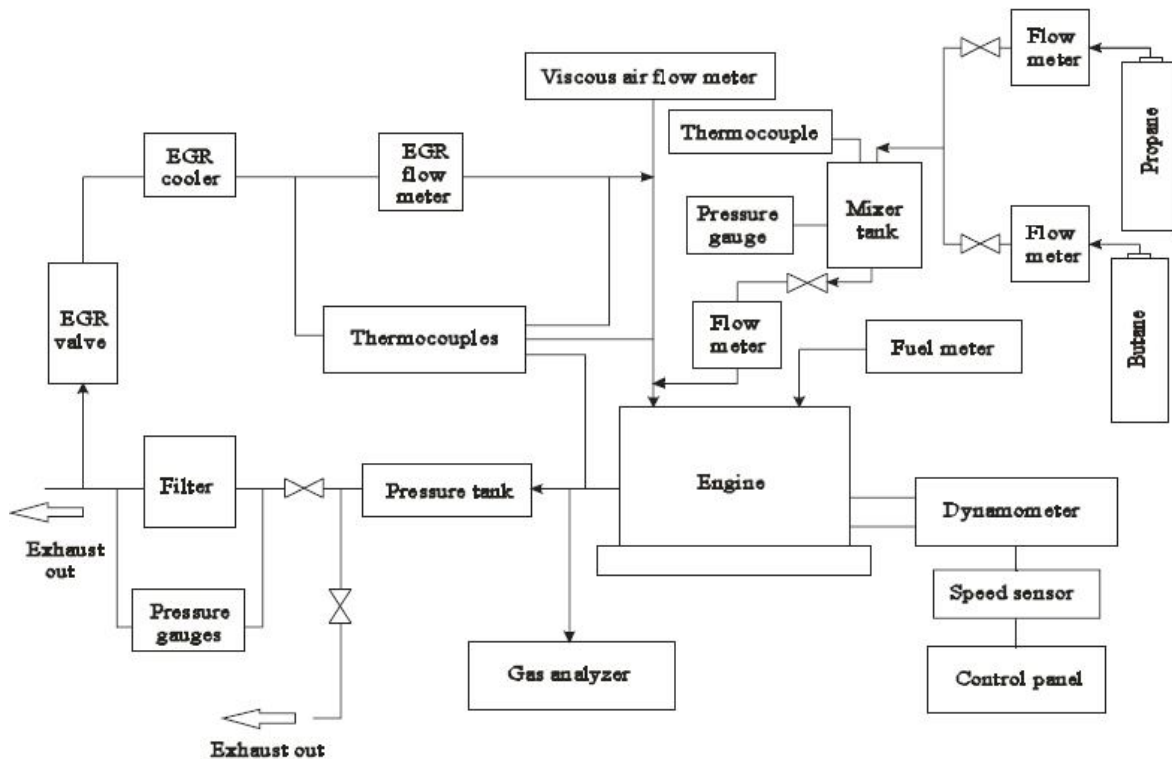 Flow
meter
Viscous air flow meter
Propane
Thermocouple
EGR
cooler
EGR
flow
meter
Pressure
gauge
Mixer
tank
Flow
meter
EGR
valve
Thermocouples
Flow
meter
Fuel meter
Butane
Filter
Pressure tank
Engine
Dynamometer
Exhaust
out
Pressure
gauges
Speed sensor
Gas analyzer
Control panel
Exhaust out